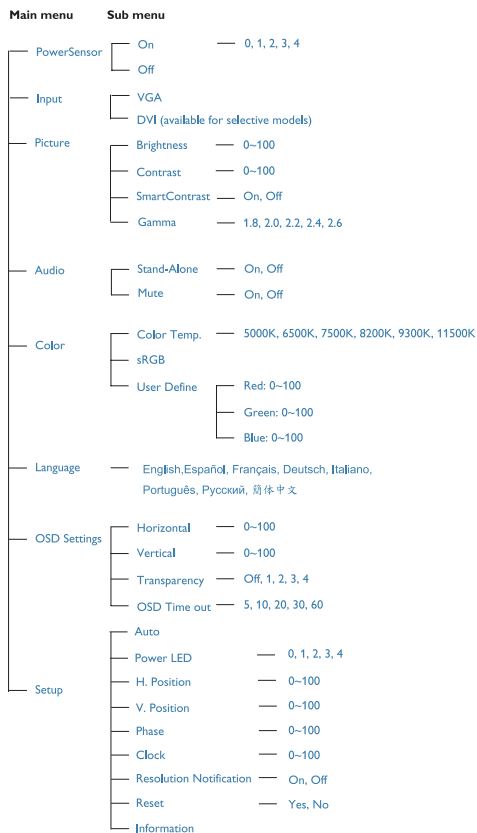 Main menu Sub menu
PowerSensor On 0, 1, 2, 3, 4
Off
Input VGA
DVI (available for selective models)
Picture Brightness 0~100
Contrast 0~100
SmartContrast On, Off
Gamma 1.8, 2.0, 2.2, 2.4, 2.6
Audio Stand-Alone On, Off
Mute On, Off
Color Color Temp. 5000K, 6500K, 7500K, 8200K, 9300K, 11500K
sRGB
User Define Red: 0~100
Green: 0~100
Blue: 0~100
Language English,Español, Français, Deutsch, Italiano,
Português, Русский, 简体中文
OSD Settings Horizontal 0~100
Vertical 0~100
Transparency Off, 1, 2, 3, 4
OSD Time out 5, 10, 20, 30, 60
Setup Auto
Power LED 0, 1, 2, 3, 4
H. Position 0~100
V. Position 0~100
Phase 0~100
Clock 0~100
Resolution Notification On, Off
Reset Yes, No
Information